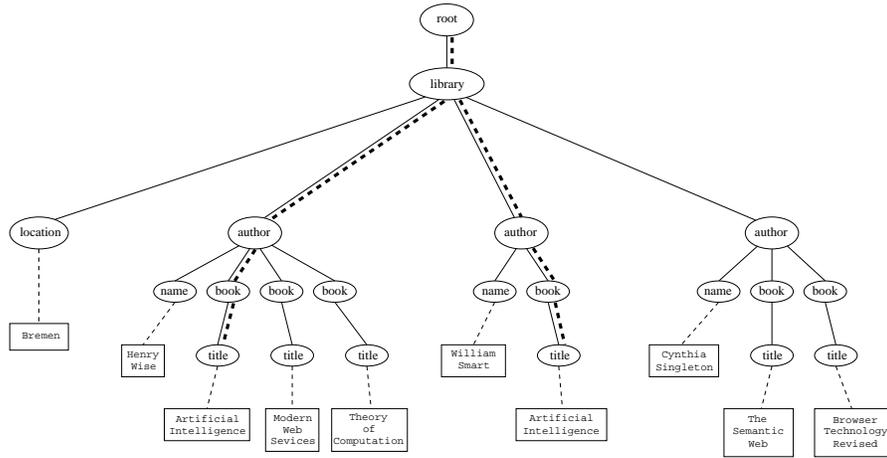 root
library
location
author
author
author
name
book
book
book
name
book
name
book
book
Bremen
Henry
Wise
title
title
title
William
Smart
title
Cynthia
Singleton
title
title
Artificial
Intelligence
Modern
Web
Sevices
Theory
of
Computation
Artificial
Intelligence
The
Semantic
Web
Browser
Technology
Revised